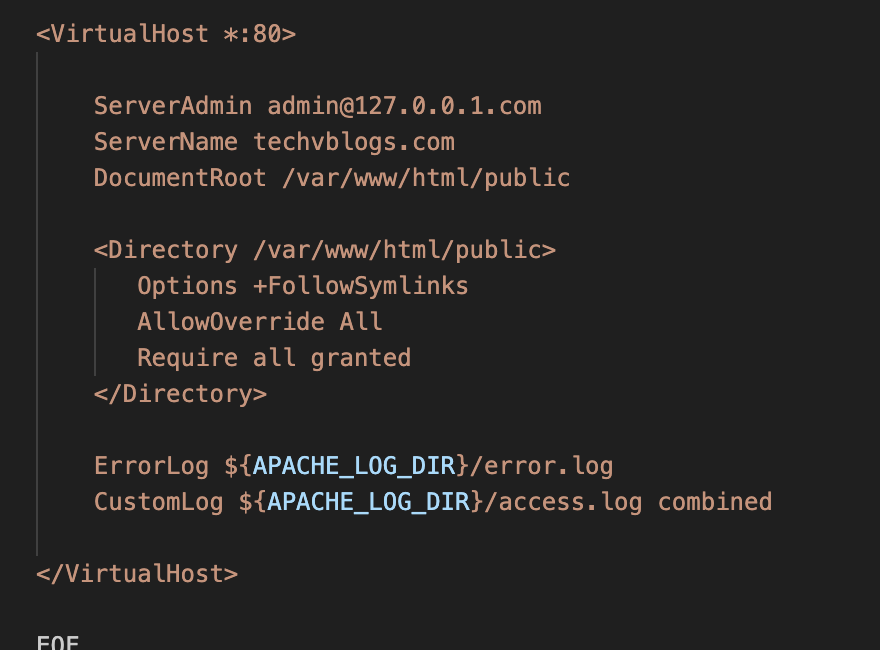 <VirtualHost *:80>
ServerAdmin admin@127.0.0.1.com
ServerName techvblogs.com
DocumentRoot /var/www/html/public
<Directory /var/www/html/public>
Options +FollowSymlinks
AllowOverride All
Require all granted
</Directory>
ErrorLog ${APACHE_LOG_DIR}/error.log
CustomLog ${APACHE_LOG_DIR}/access.log combined
</VirtualHost>
EOF